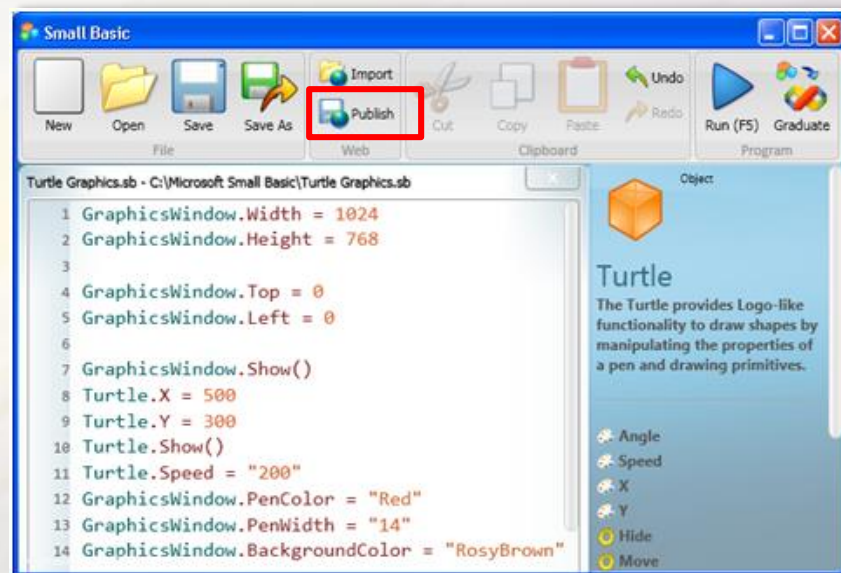 Small Basic
New
Open
Save
Save As
File
Import
Publish
Web
Cut
Copy
Paste
Undo
Redo
Clipboard
Run (F5)
Graduate
Program
Turtle Graphics.sb - C:\Microsoft Small Basic\Turtle Graphics.sb
1 GraphicsWindow.Width = 1024
2 GraphicsWindow.Height = 768
3
4 GraphicsWindow.Top = 0
5 GraphicsWindow.Left = 0
6
7 GraphicsWindow.Show()
8 Turtle.X = 500
9 Turtle.Y = 300
10 Turtle.Show()
11 Turtle.Speed = "200"
12 GraphicsWindow.PenColor = "Red"
13 GraphicsWindow.PenWidth = "14"
14 GraphicsWindow.BackgroundColor = "RosyBrown"
Object
Turtle
The Turtle provides Logo-like
functionality to draw shapes by
manipulating the properties of
a pen and drawing primitives.
Angle
Speed
X
Y
Hide
Move